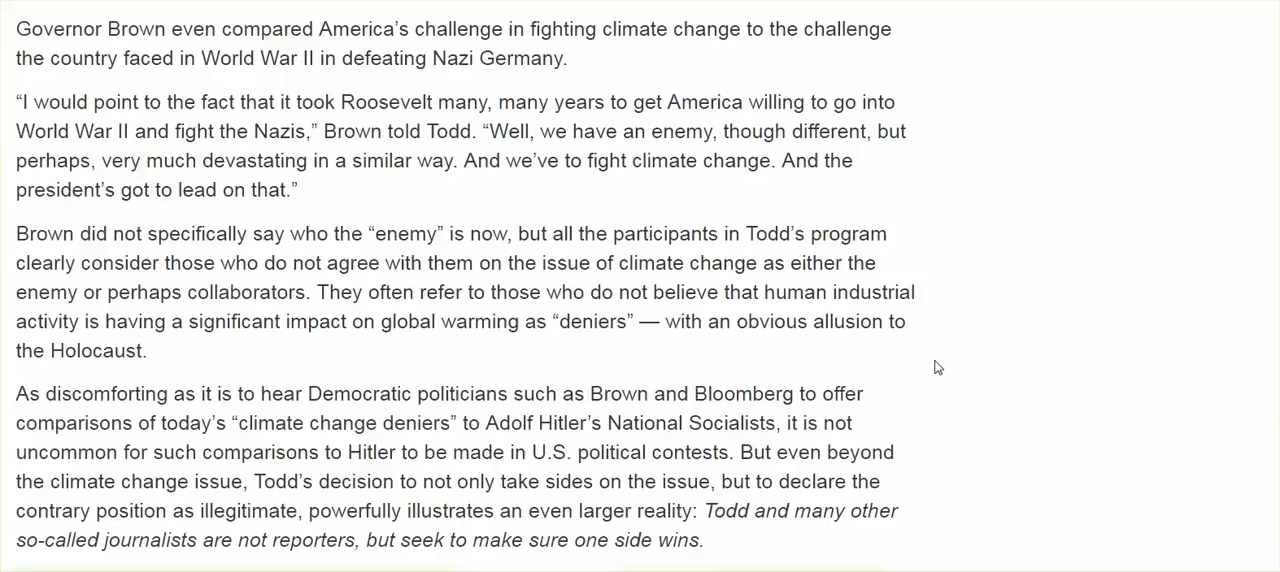 Governor Brown even compared America’s challenge in fighting climate change to the challenge
the country faced in World War II in defeating Nazi Germany.
“I would point to the fact that it took Roosevelt many, many years to get America willing to go into
World War II and fight the Nazis,” Brown told Todd. “Well, we have an enemy, though different, but
perhaps, very much devastating in a similar way. And we’ve to fight climate change. And the
president’s got to lead on that.”
Brown did not specifically say who the “enemy” is now, but all the participants in Todd’s program
clearly consider those who do not agree with them on the issue of climate change as either the
enemy or perhaps collaborators. They often refer to those who do not believe that human industrial
activity is having a significant impact on global warming as “deniers” — with an obvious allusion to
the Holocaust.
As discomforting as it is to hear Democratic politicians such as Brown and Bloomberg to offer
comparisons of today’s “climate change deniers” to Adolf Hitler’s National Socialists, it is not
uncommon for such comparisons to Hitler to be made in U.S. political contests. But even beyond
the climate change issue, Todd’s decision to not only take sides on the issue, but to declare the
contrary position as illegitimate, powerfully illustrates an even larger reality: Todd and many other
so-called journalists are not reporters, but seek to make sure one side wins.